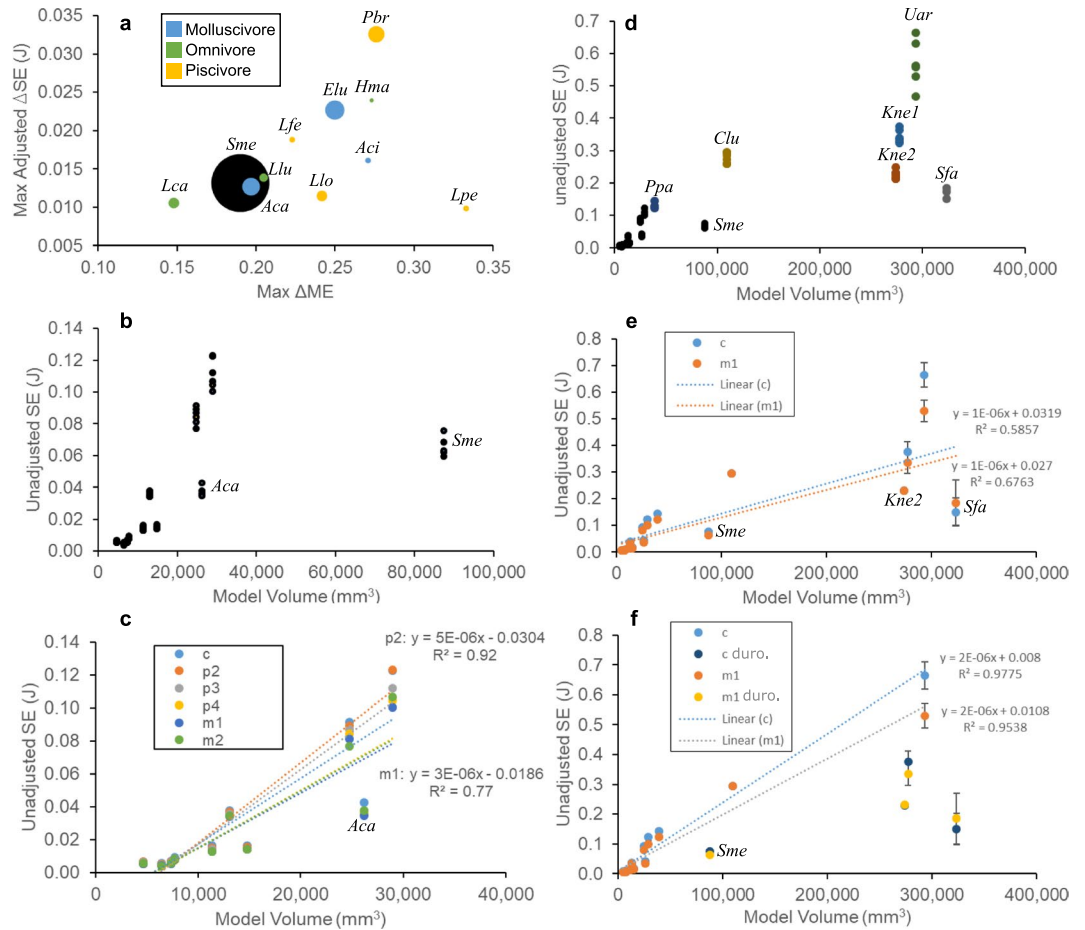 a
Molluscivore
Omnivore
Piscivore
Pbr
Elu
Hma
Lfe
Aci
Sme
Llu
Lca
Aca
Llo
Lpe
0.035
0.030
0.025
0.020
0.015
0.010
0.005
0.10 0.15 0.20 0.25 0.30 0.35
Max Adjusted ΔSE (J)
Max ΔME
d
Uar
Kne1
Clu
Kne2
Ppa
Sfa
Sme
0.7
0.6
0.5
0.4
0.3
0.2
0.1
0.0
0 100,000 200,000 300,000 400,000
unadjusted SE (J)
Model Volume (mm³)
b
0.14
0.12
0.10
0.08
0.06
0.04
0.02
0.00
Sme
Aca
0 20,000 40,000 60,000 80,000 100,000
Unadjusted SE (J)
Model Volume (mm³)
e
c
m1
Linear (c)
Linear (m1)
y = 1E-06x + 0.0319
R² = 0.5857
y = 1E-06x + 0.027
R² = 0.6763
Kne2
Sfa
Sme
0.8
0.7
0.6
0.5
0.4
0.3
0.2
0.1
0.0
0 100,000 200,000 300,000 400,000
Unadjusted SE (J)
Model Volume (mm³)
c
c
p2
p3
p4
m1
m2
p2: y = 5E-06x - 0.0304
R² = 0.92
m1: y = 3E-06x - 0.0186
R² = 0.77
Aca
0.14
0.12
0.10
0.08
0.06
0.04
0.02
0.00
0 10,000 20,000 30,000 40,000
Unadjusted SE (J)
Model Volume (mm³)
f
c
c duro.
m1
m1 duro.
Linear (c)
Linear (m1)
y = 2E-06x + 0.008
R² = 0.9775
y = 2E-06x + 0.0108
R² = 0.9538
Sme
0.8
0.7
0.6
0.5
0.4
0.3
0.2
0.1
0.0
0 100,000 200,000 300,000 400,000
Unadjusted SE (J)
Model Volume (mm³)